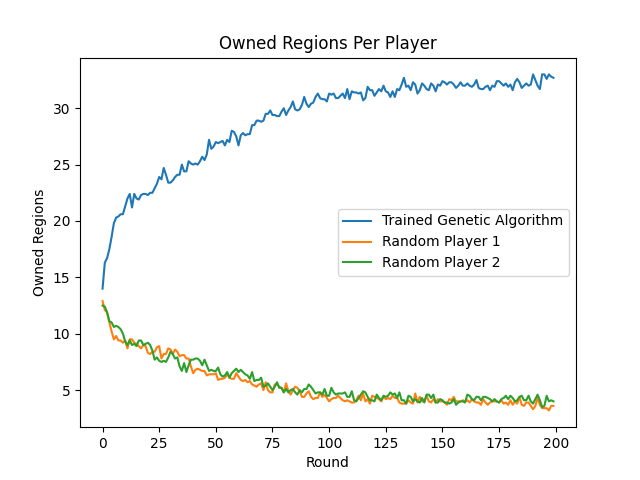 Owned Regions Per Player
Owned Regions
30
25
20
15
10
5
Trained Genetic Algorithm
Random Player 1
Random Player 2
0 25 50 75 100 125 150 175 200
Round